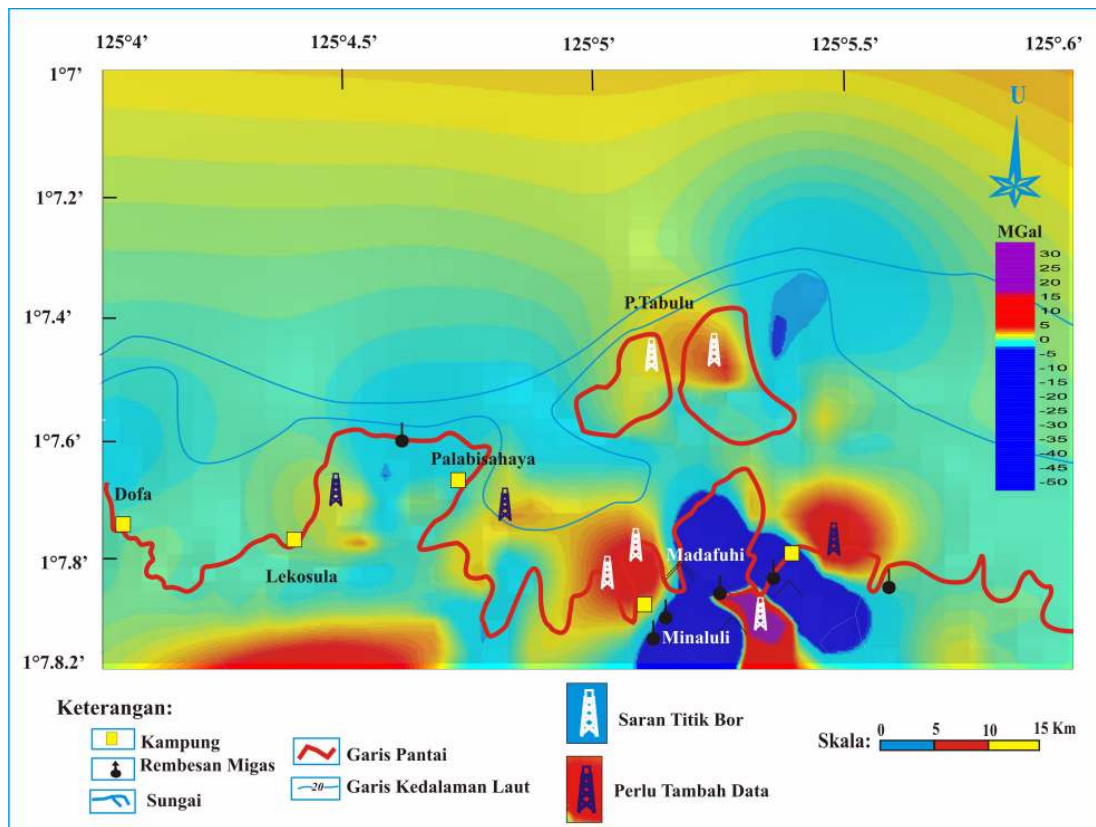 125°4’ 125°4.5’ 125°5’ 125°5.5’ 125°.6’
1°7’
1°7.2’
1°7.4’
1°7.6’
1°7.8’
1°7.8.2’
U
MGal
30
25
20
15
10
5
0
-5
-10
-15
-20
-25
-30
-35
-40
-45
-50
P.Tabulu
Palabisahaya
Dofa
Lekosula
Madafuhi
Minaluli
Keterangan:
Kampung
Rembesan Migas
Sungai
Garis Pantai
20
Garis Kedalaman Laut
Saran Titik Bor
Perlu Tambah Data
Skala:
0 5 10 15 Km